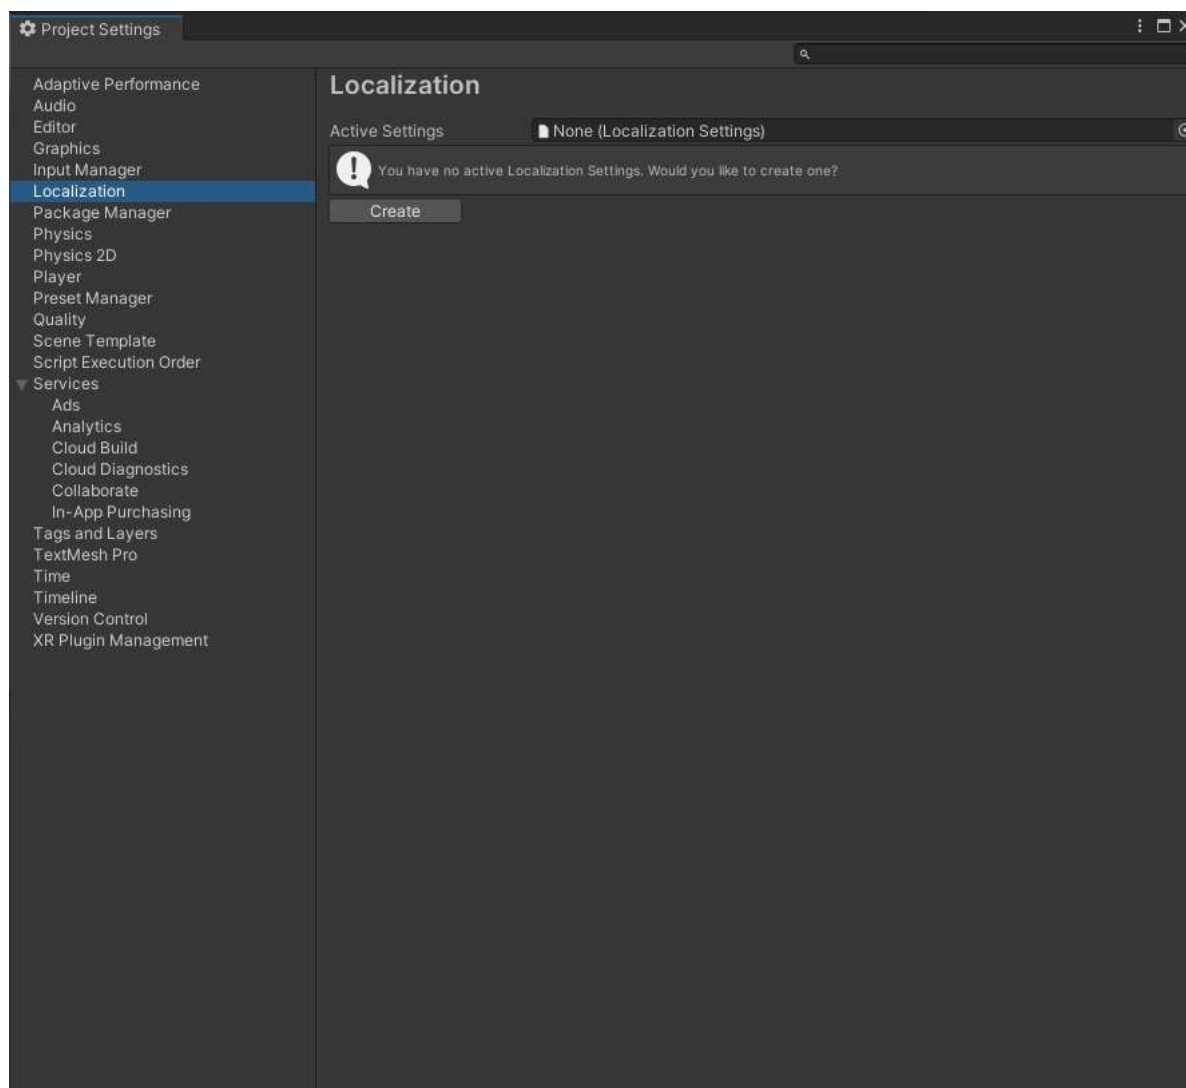 Project Settings
Adaptive Performance
Audio
Editor
Graphics
Input Manager
Localization
Package Manager
Physics
Physics 2D
Player
Preset Manager
Quality
Scene Template
Script Execution Order
Services
Ads
Analytics
Cloud Build
Cloud Diagnostics
Collaborate
In-App Purchasing
Tags and Layers
TextMesh Pro
Time
Timeline
Version Control
XR Plugin Management
Localization
Active Settings None (Localization Settings)
You have no active Localization Settings. Would you like to create one?
Create